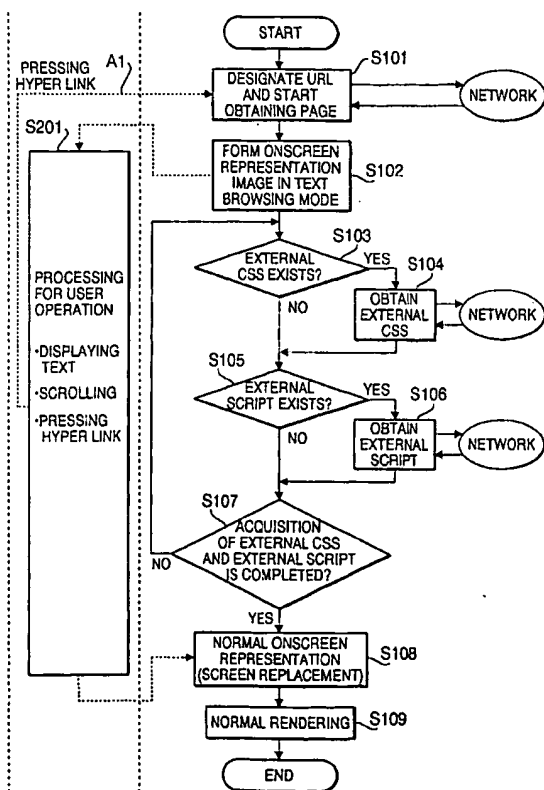 START
A1
PRESSING
HYPER LINK
S101
DESIGNATE URL
AND START
OBTAINING PAGE
NETWORK
S201
FORM ONSCREEN
REPRESENTATION
IMAGE IN TEXT
BROWSING MODE
S102
PROCESSING
FOR USER
OPERATION
・DISPLAYING
TEXT
・SCROLLING
・PRESSING
HYPER LINK
S103
EXTERNAL
CSS EXISTS?
YES
NO
S104
OBTAIN
EXTERNAL
CSS
NETWORK
S105
EXTERNAL
SCRIPT EXISTS?
YES
NO
S106
OBTAIN
EXTERNAL
SCRIPT
NETWORK
S107
ACQUISITION
OF EXTERNAL CSS
AND EXTERNAL SCRIPT
IS COMPLETED?
NO
YES
NORMAL ONSCREEN
REPRESENTATION
(SCREEN REPLACEMENT)
S108
NORMAL RENDERING
S109
END